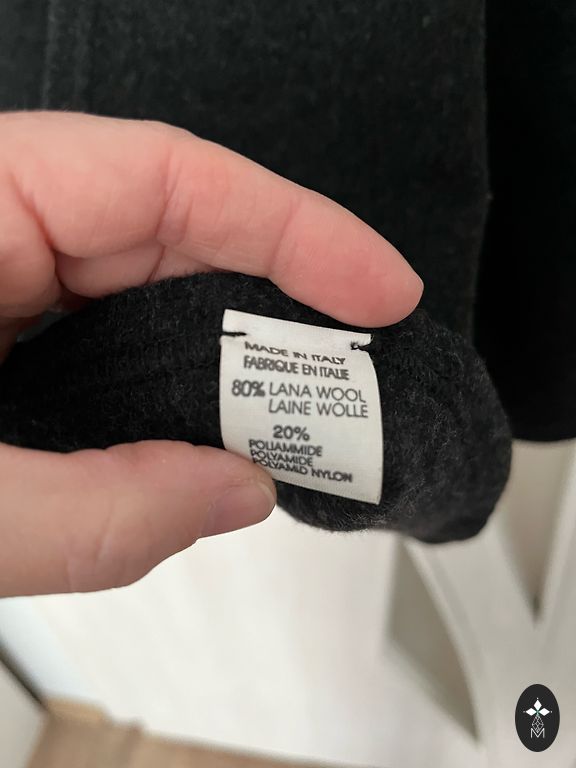 MADE IN ITALY
FABRIQUE EN ITALIE
80% LANA WOOL
LAINE WOLLE
20%
POLIAMMIDE
POLYAMIDE
POLYAMID NYLON
M